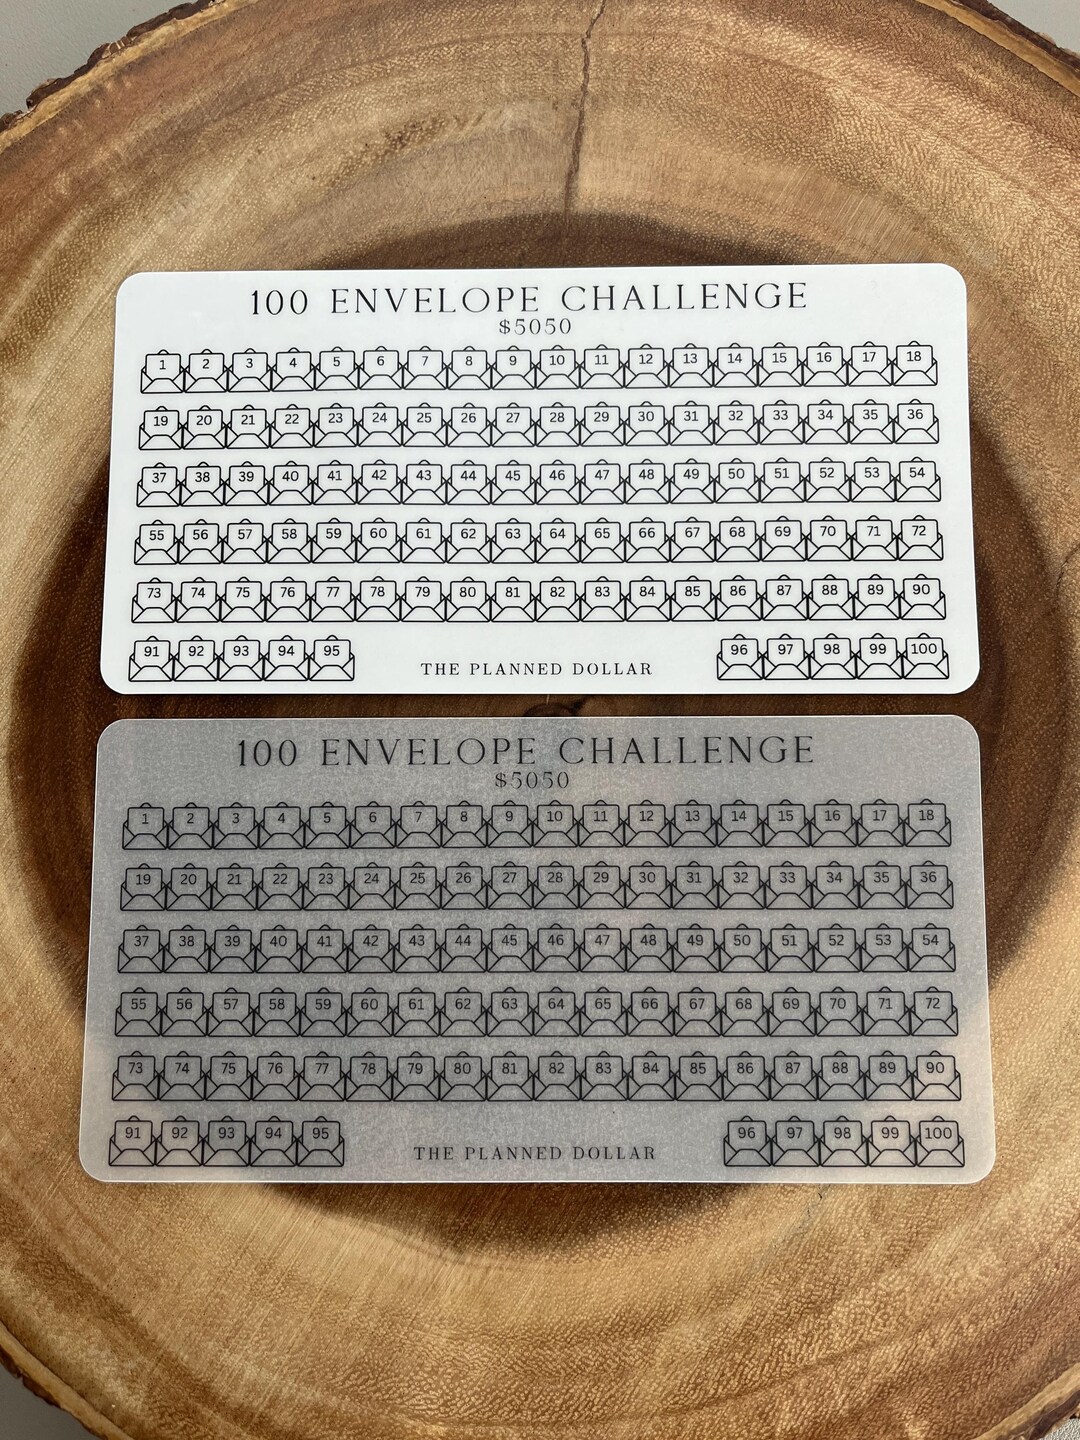 100 ENVELOPE CHALLENGE
$5050
1 2 3 4 5 6 7 8 9 10 11 12 13 14 15 16 17 18
19 20 21 22 23 24 25 26 27 28 29 30 31 32 33 34 35 36
37 38 39 40 41 42 43 44 45 46 47 48 49 50 51 52 53 54
55 56 57 58 59 60 61 62 63 64 65 66 67 68 69 70 71 72
73 74 75 76 77 78 79 80 81 82 83 84 85 86 87 88 89 90
91 92 93 94 95 THE PLANNED DOLLAR 96 97 98 99 100
100 ENVELOPE CHALLENGE
$5050
1 2 3 4 5 6 7 8 9 10 11 12 13 14 15 16 17 18
19 20 21 22 23 24 25 26 27 28 29 30 31 32 33 34 35 36
37 38 39 40 41 42 43 44 45 46 47 48 49 50 51 52 53 54
55 56 57 58 59 60 61 62 63 64 65 66 67 68 69 70 71 72
73 74 75 76 77 78 79 80 81 82 83 84 85 86 87 88 89 90
91 92 93 94 95 THE PLANNED DOLLAR 96 97 98 99 100